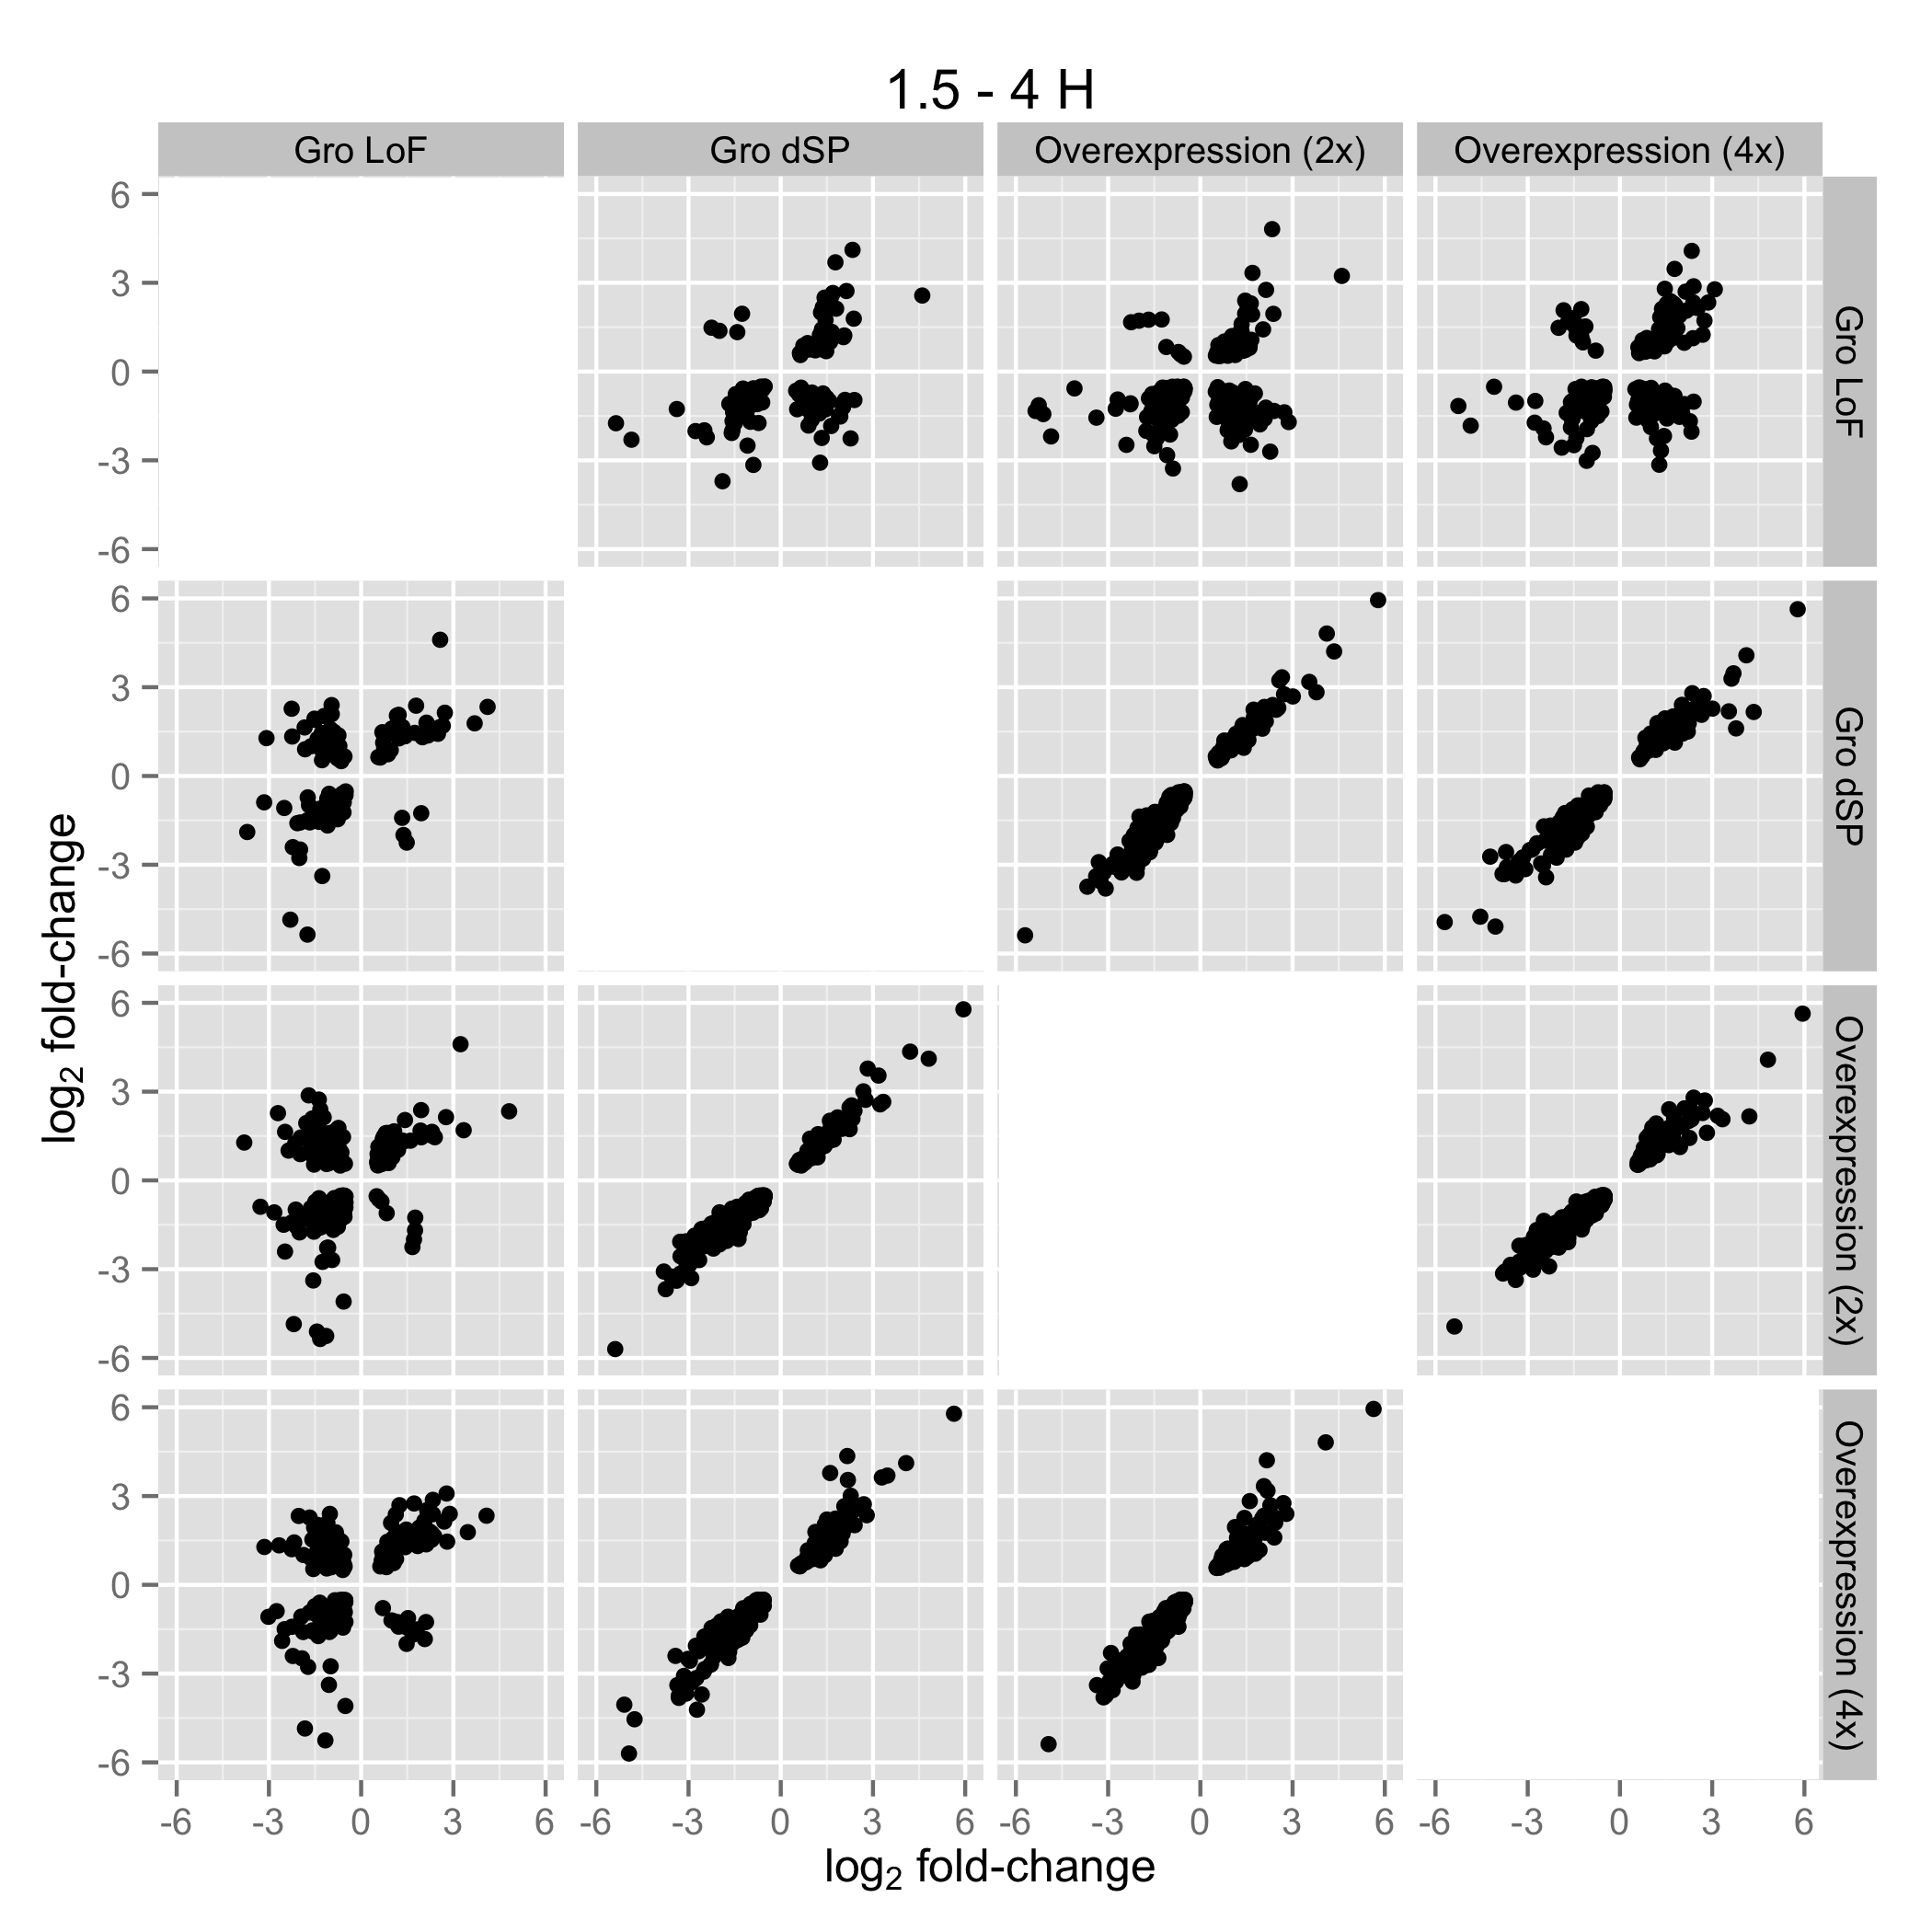 1.5 - 4 H
Gro LoF Gro dSP Overexpression (2x) Overexpression (4x)
6
3
0
-3
-6
Gro LoF
6
3
0
-3
-6
Gro dSP
6
3
0
-3
-6
Overexpression (2x)
6
3
0
-3
-6
Overexpression (4x)
log2 fold-change
-6 -3 0 3 6 -6 -3 0 3 6 -6 -3 0 3 6 -6 -3 0 3 6
log2 fold-change